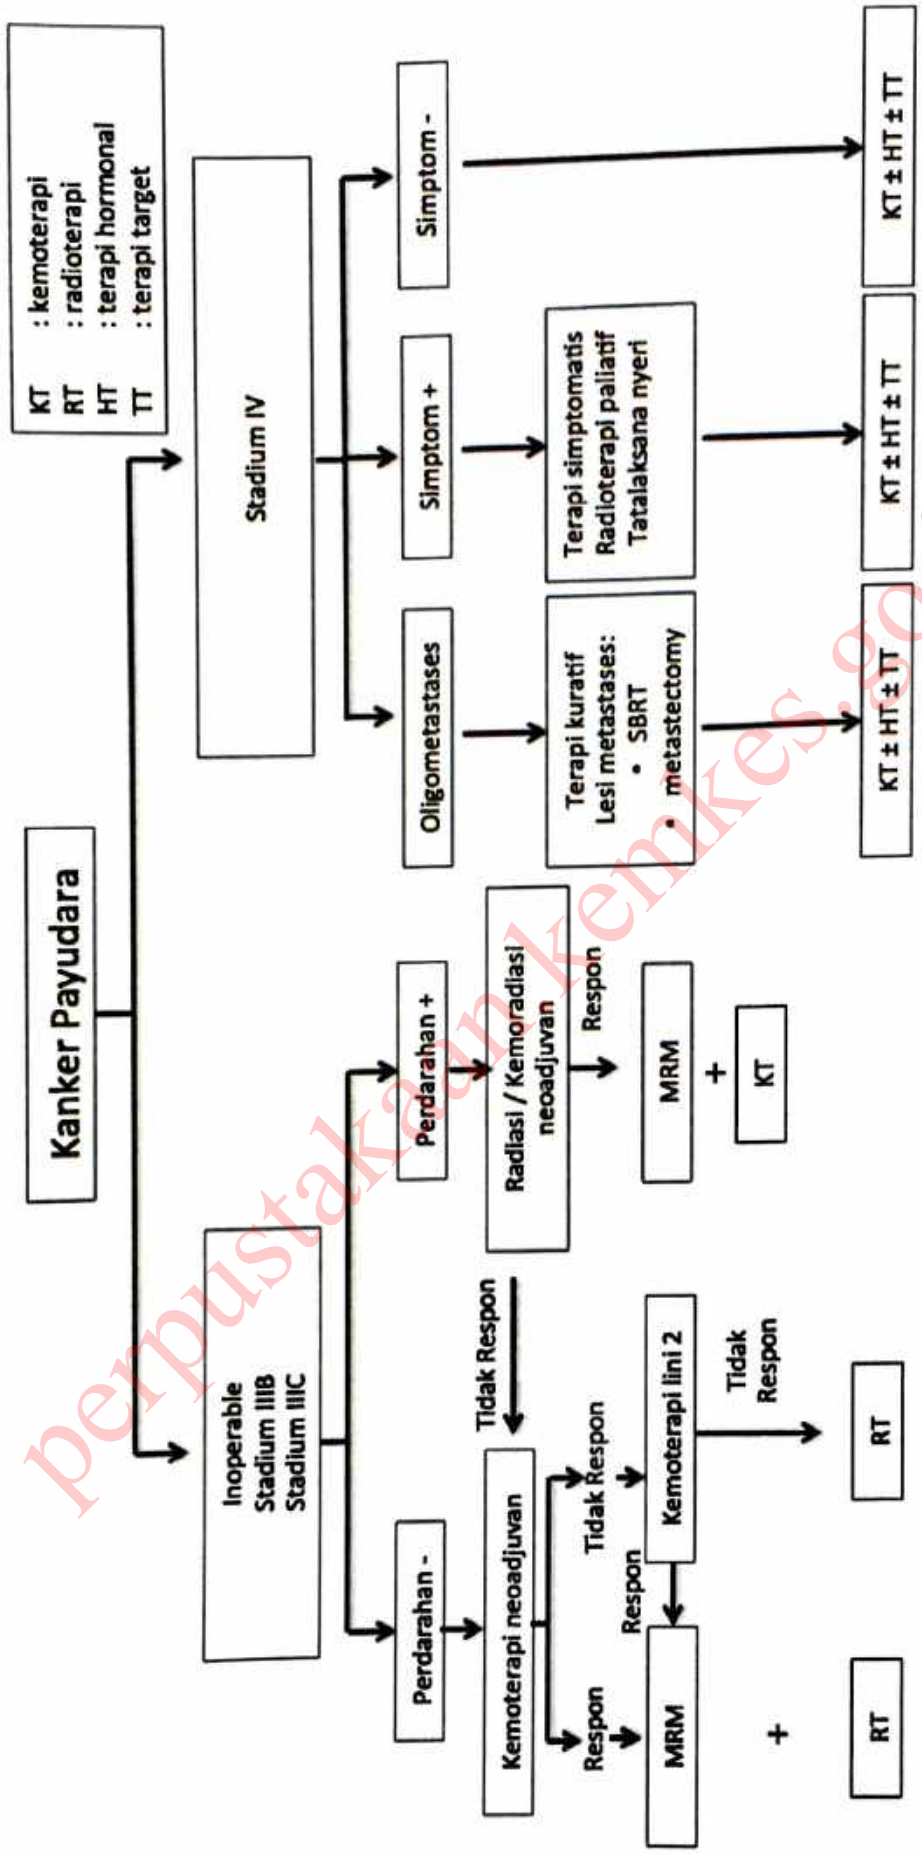 Kanker Payudara
KT : kemoterapi
RT : radioterapi
HT : terapi hormonal
TT : terapi target
Inoperable
Stadium IIIB
Stadium IIIC
Stadium IV
Perdarahan -
Perdarahan +
Oligometastases
Simptom +
Simptom -
Kemoterapi neoadjuvan
Tidak Respon
Radiasi / Kemoradiasi
neoadjuvan
Terapi kuratif
Lesi metastases:
• SBRT
• metastectomy
Terapi simptomatis
Radioterapi paliatif
Tatalaksana nyeri
Respon
Tidak Respon
Respon
MRM
Respon
Kemoterapi lini 2
MRM
+
KT
+
Tidak
Respon
RT
RT
KT ± HT ± TT
KT ± HT ± TT
KT ± HT ± TT
perpustakaan.kemkes.go